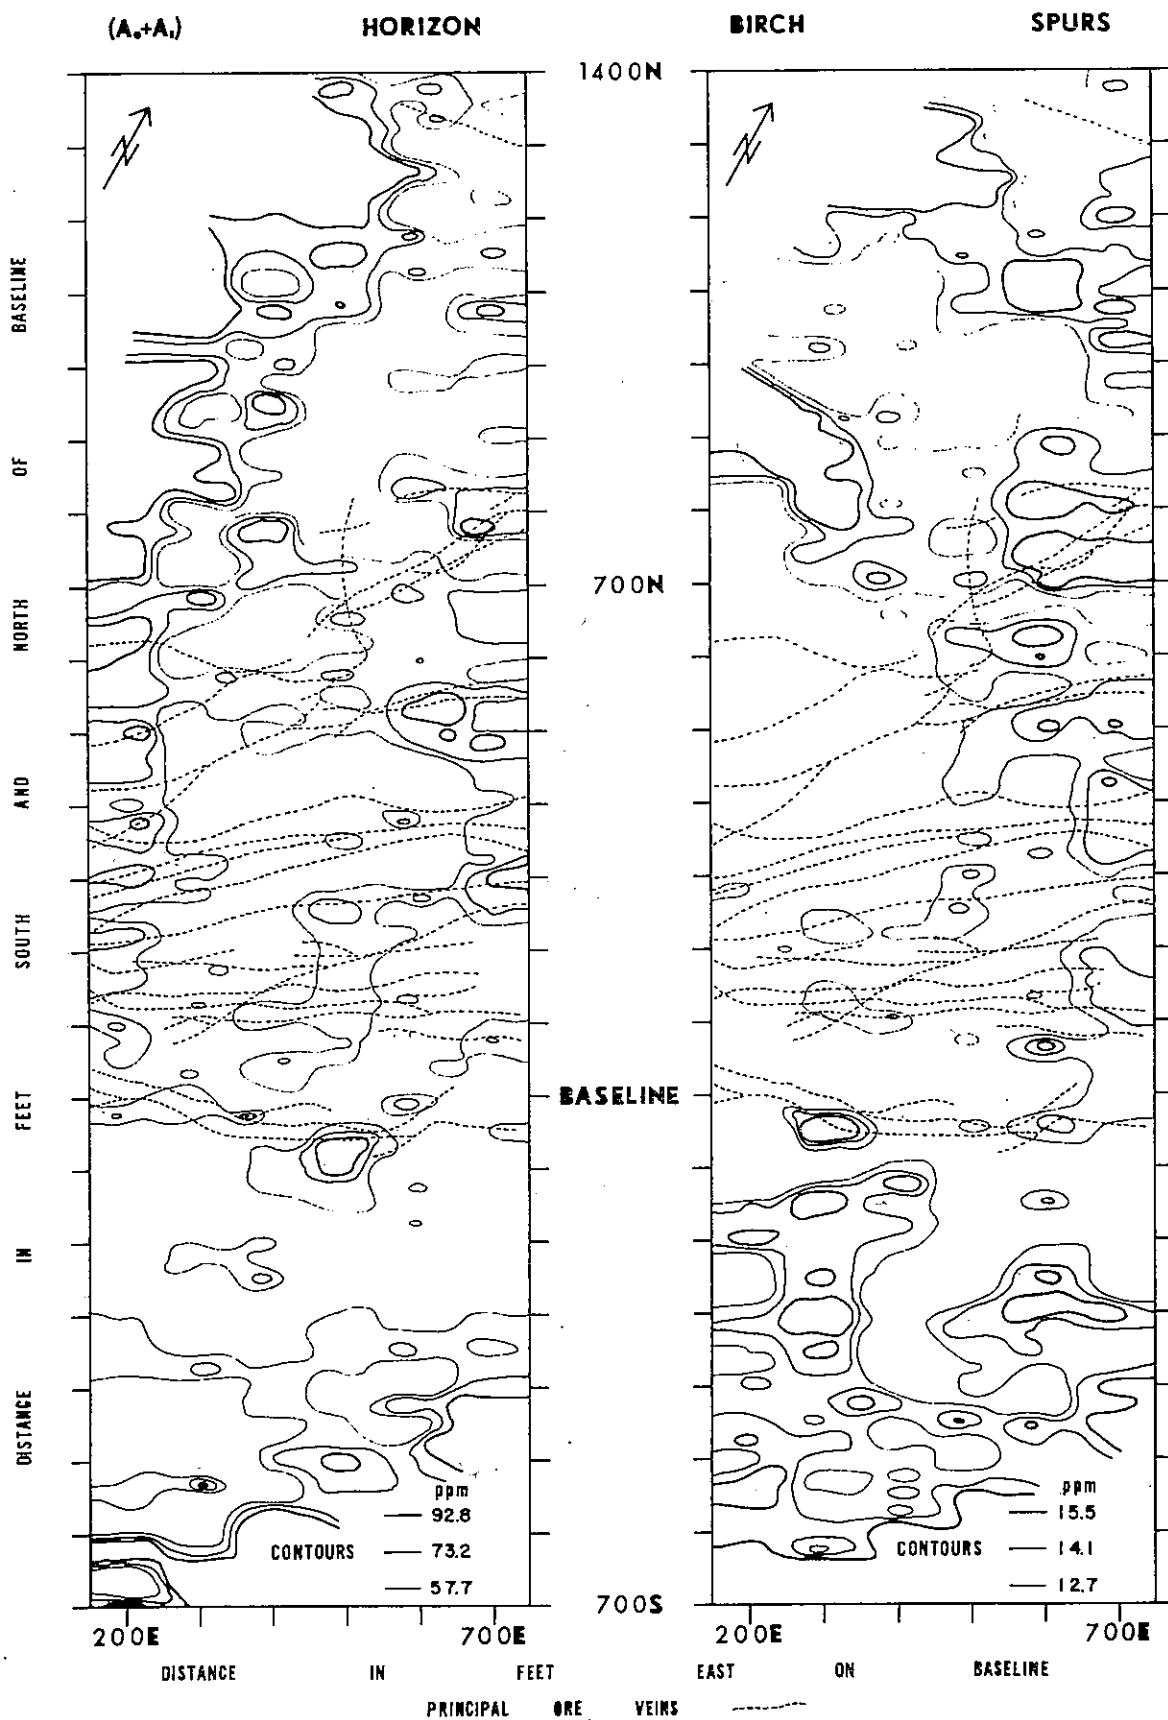 (A₀+A₁) HORIZON BIRCH SPURS
1400N
DISTANCE IN FEET SOUTH AND NORTH OF BASELINE
700N
BASELINE
ppm
92.8
CONTOURS 73.2
57.7
ppm
15.5
CONTOURS 14.1
12.7
700S
200E 700E 200E 700E
DISTANCE IN FEET EAST ON BASELINE
PRINCIPAL ORE VEINS
N
N